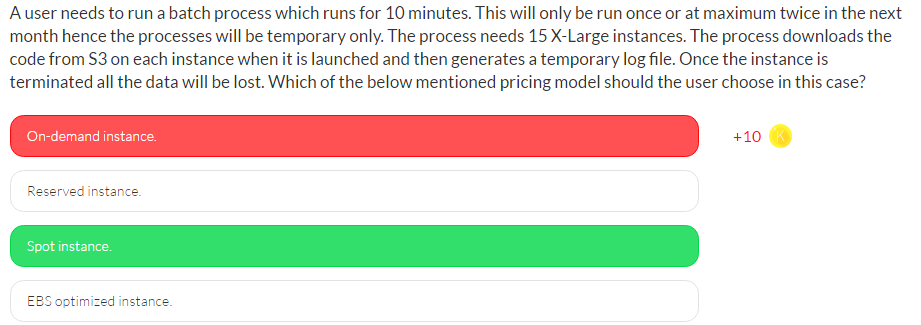 A user needs to run a batch process which runs for 10 minutes. This will only be run once or at maximum twice in the next
month hence the processes will be temporary only. The process needs 15 X-Large instances. The process downloads the
code from S3 on each instance when it is launched and then generates a temporary log file. Once the instance is
terminated all the data will be lost. Which of the below mentioned pricing model should the user choose in this case?
On-demand instance.
+10 K
Reserved instance.
Spot instance.
EBS optimized instance.